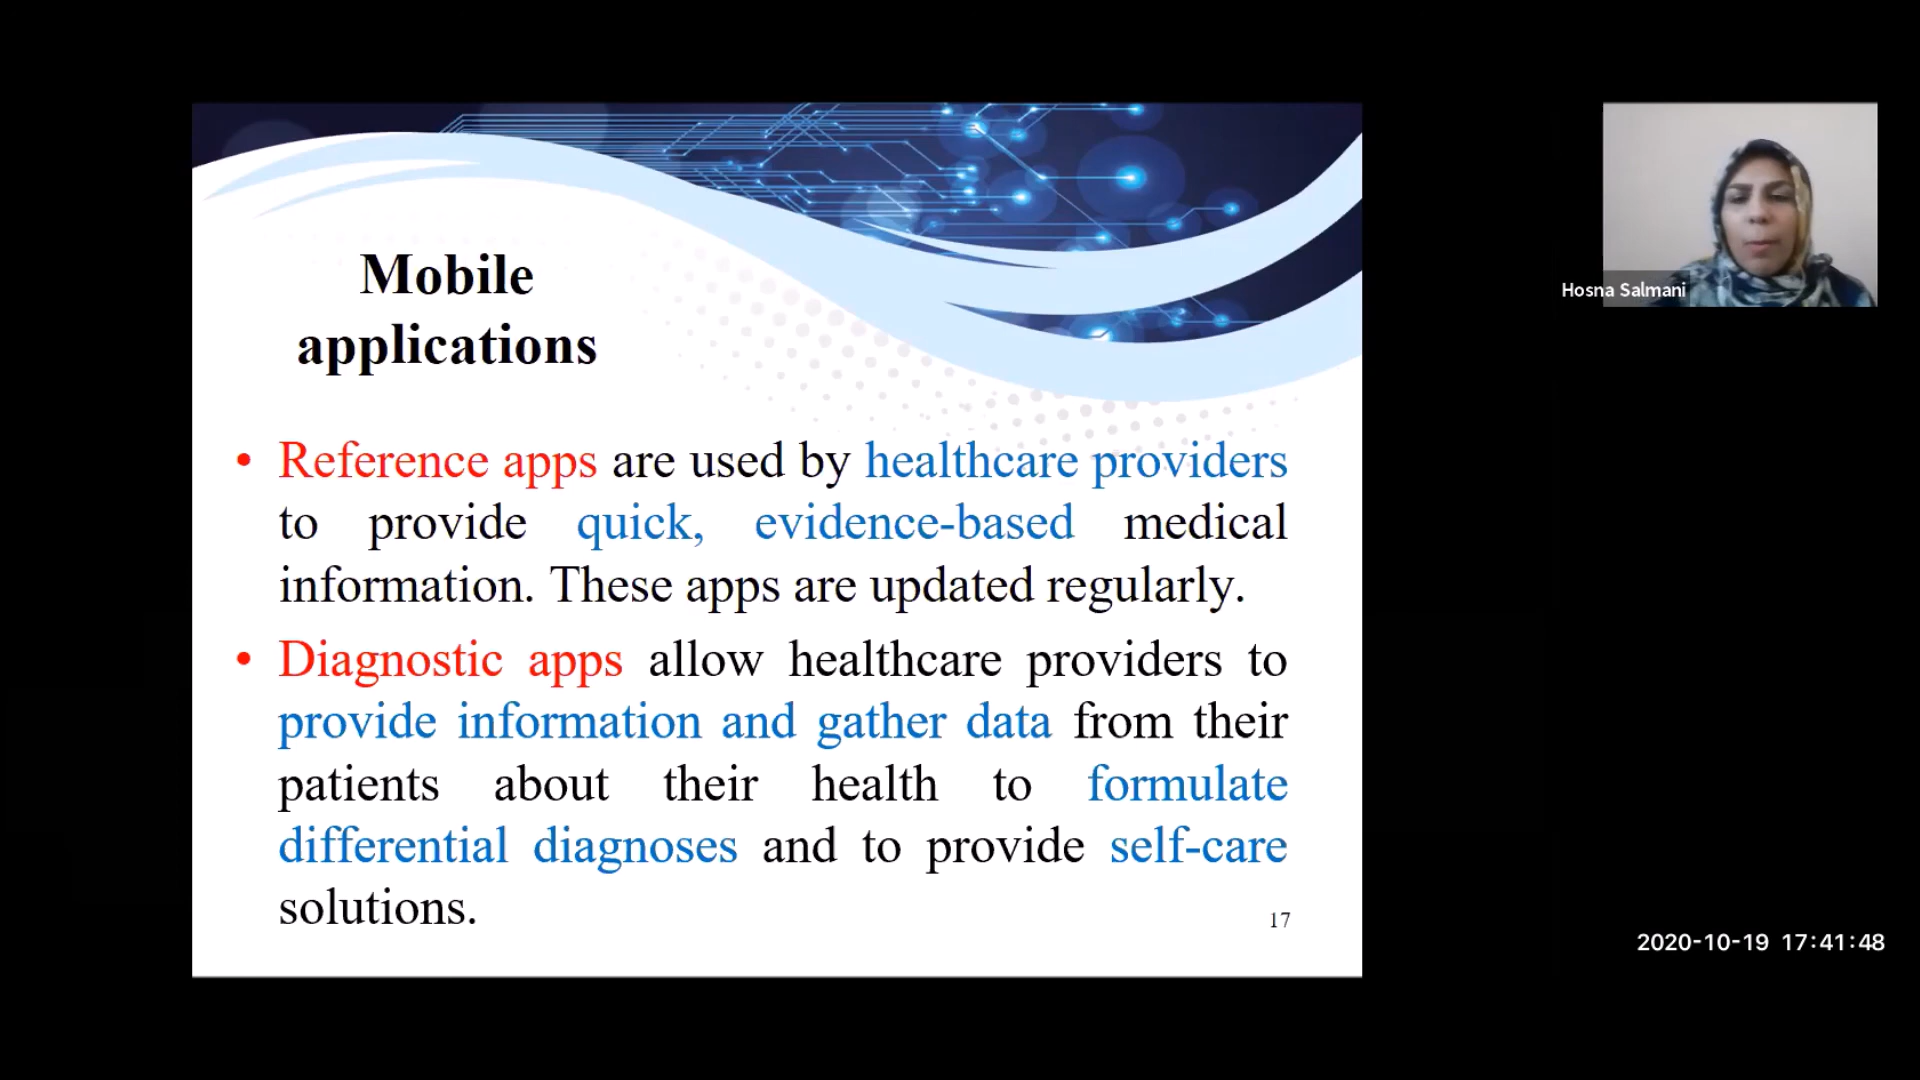 Mobile
applications
• Reference apps are used by healthcare providers
to provide quick, evidence-based medical
information. These apps are updated regularly.
• Diagnostic apps allow healthcare providers to
provide information and gather data from their
patients about their health to formulate
differential diagnoses and to provide self-care
solutions.
17
Hosna Salmani
2020-10-19 17:41:48